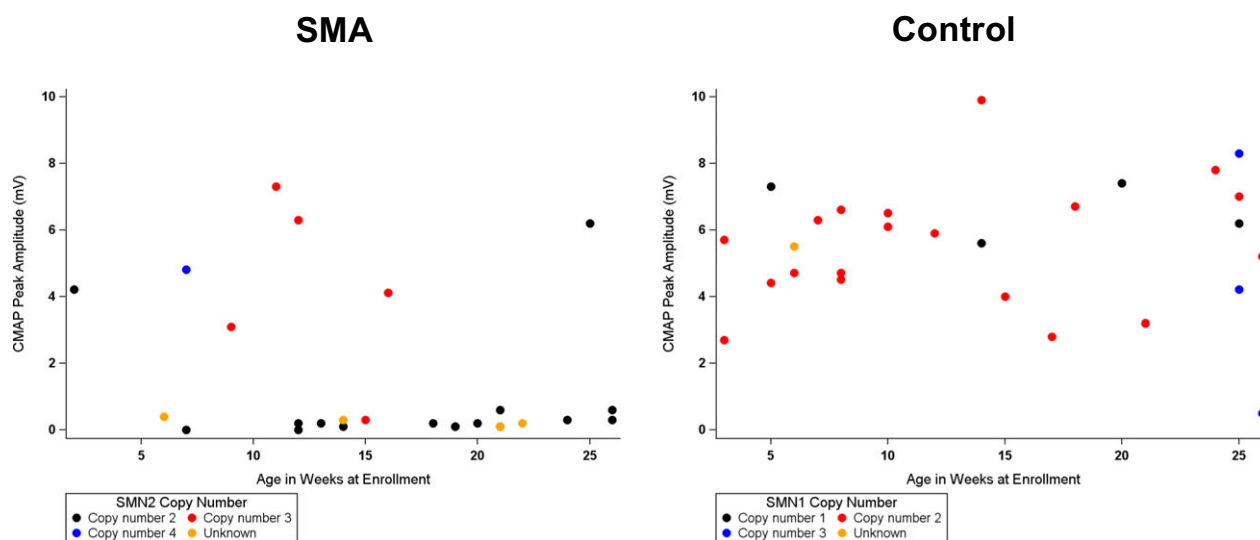 SMA
10
8
6
4
2
0
CMAP Peak Amplitude (mV)
5 10 15 20 25
Age in Weeks at Enrollment
SMN2 Copy Number
Copy number 2 Copy number 3
Copy number 4 Unknown
Control
10
8
6
4
2
0
CMAP Peak Amplitude (mV)
5 10 15 20 25
Age in Weeks at Enrollment
SMN1 Copy Number
Copy number 1 Copy number 2
Copy number 3 Unknown